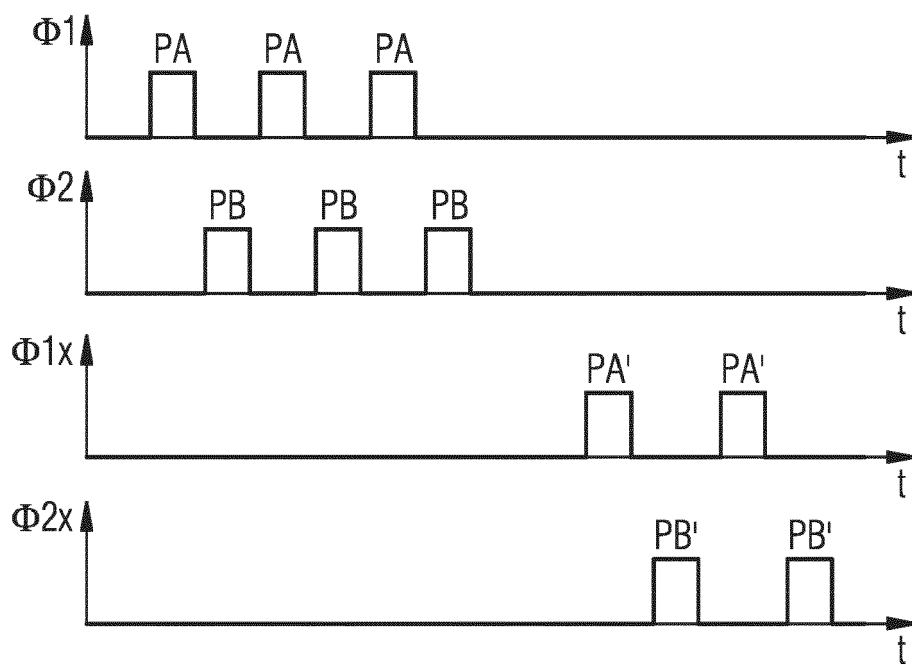 Φ1 PA PA PA
t
Φ2 PB PB PB
t
Φ1x PA' PA'
t
Φ2x PB' PB'
t